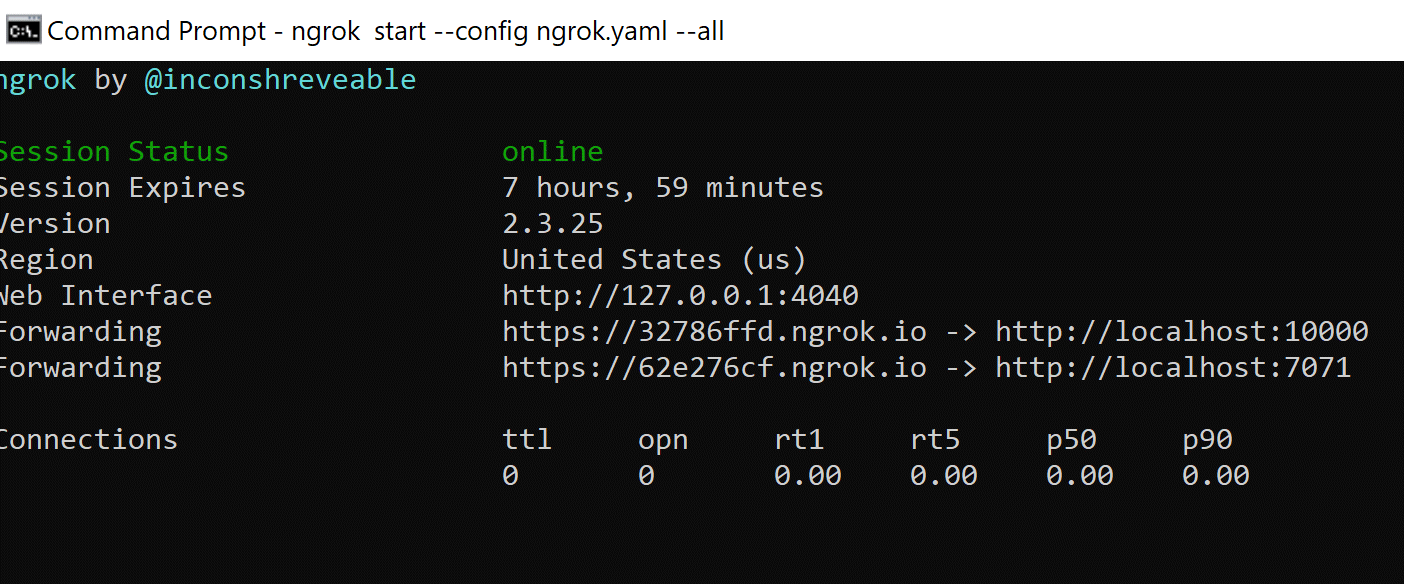 Command Prompt - ngrok  start --config ngrok.yaml --all
ngrok by @inconshreveable
Session Status online
Session Expires 7 hours, 59 minutes
Version 2.3.25
Region United States (us)
Web Interface http://127.0.0.1:4040
Forwarding https://32786ffd.ngrok.io -> http://localhost:10000
Forwarding https://62e276cf.ngrok.io -> http://localhost:7071
Connections ttl opn rt1 rt5 p50 p90
0 0 0.00 0.00 0.00 0.00